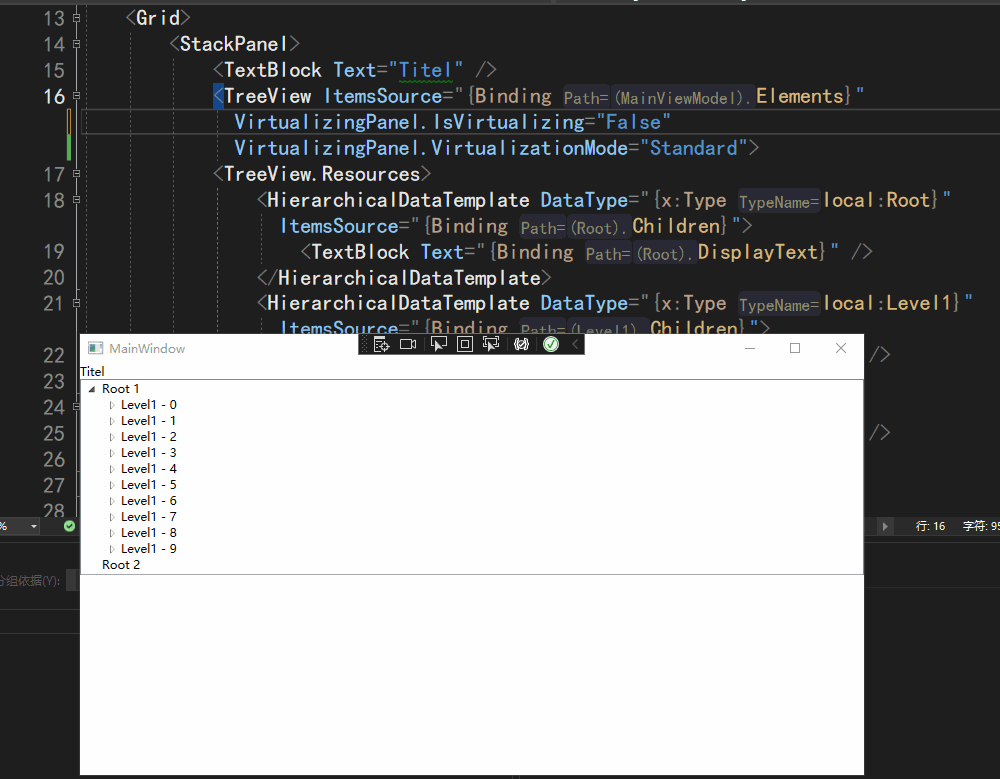 13 <Grid>
14 <StackPanel>
15 <TextBlock Text="Titel" />
16 <TreeView ItemsSource="{Binding Path=(MainViewModel).Elements}"
VirtualizingPanel.IsVirtualizing="False"
VirtualizingPanel.VirtualizationMode="Standard">
17 <TreeView.Resources>
18 <HierarchicalDataTemplate DataType="{x:Type TypeName=local:Root}"
ItemsSource="{Binding Path=(Root).Children}">
19 <TextBlock Text="{Binding Path=(Root).DisplayText}" />
20 </HierarchicalDataTemplate>
21 <HierarchicalDataTemplate DataType="{x:Type TypeName=local:Level1}"
ItemsSource="{Binding Path=(Level1).Children}">
22 />
23
24
25 />
26
27
28
MainWindow
Titel
Root 1
Level1 - 0
Level1 - 1
Level1 - 2
Level1 - 3
Level1 - 4
Level1 - 5
Level1 - 6
Level1 - 7
Level1 - 8
Level1 - 9
Root 2
%
行: 16 字符: 95
分组依据(Y):